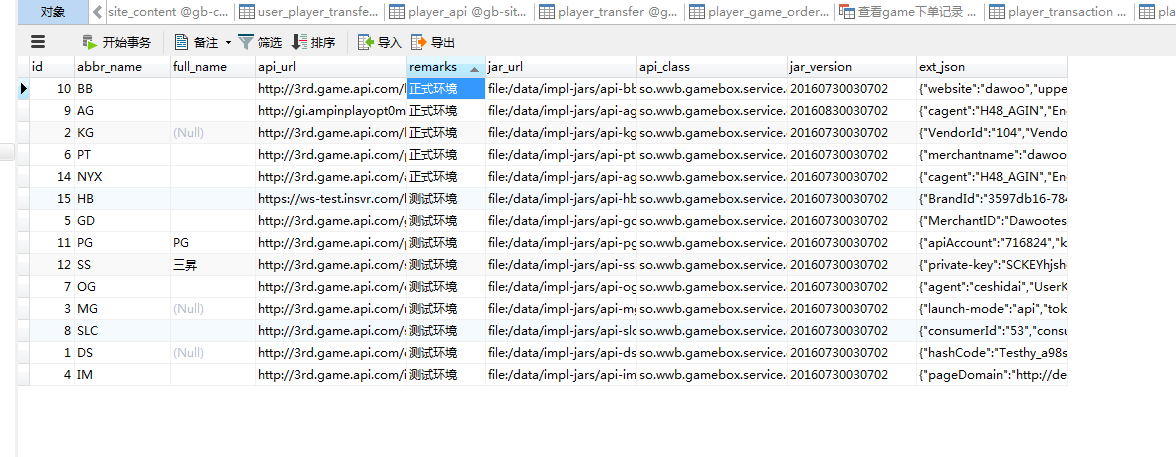 对象 site_content @gb-c... user_player_transfe... player_api @gb-sit... player_transfer @g... player_game_order... 查看game下单记录 ... player_transaction ... pl
开始事务 备注 筛选 排序 导入 导出
id abbr_name full_name api_url remarks jar_url api_class jar_version ext_json
10 BB http://3rd.game.api.com/ 正式环境 file:/data/impl-jars/api-bb so.wwb.gamebox.service. 20160730030702 {"website":"dawoo","uppe
9 AG http://gi.ampinplayopt0m 正式环境 file:/data/impl-jars/api-ag so.wwb.gamebox.service. 20160830030702 {"cagent":"H48_AGIN","En
2 KG (Null) http://3rd.game.api.com/ 正式环境 file:/data/impl-jars/api-kg so.wwb.gamebox.service. 20160730030702 {"VendorId":"104","Vendo
6 PT http://3rd.game.api.com/ 正式环境 file:/data/impl-jars/api-pt so.wwb.gamebox.service. 20160730030702 {"merchantname":"dawoo
14 NYX http://3rd.game.api.com/ 正式环境 file:/data/impl-jars/api-ag so.wwb.gamebox.service. 20160730030702 {"cagent":"H48_AGIN","En
15 HB https://ws-test.insvr.com/ 测试环境 file:/data/impl-jars/api-hb so.wwb.gamebox.service. 20160730030702 {"BrandId":"3597db16-784
5 GD http://3rd.game.api.com/ 测试环境 file:/data/impl-jars/api-gd so.wwb.gamebox.service. 20160730030702 {"MerchantID":"Dawootes
11 PG PG http://3rd.game.api.com/ 测试环境 file:/data/impl-jars/api-pg so.wwb.gamebox.service. 20160730030702 {"apiAccount":"716824","k
12 SS 三昇 http://3rd.game.api.com/ 测试环境 file:/data/impl-jars/api-ss so.wwb.gamebox.service. 20160730030702 {"private-key":"SCKEYhjsh
7 OG http://3rd.game.api.com/ 测试环境 file:/data/impl-jars/api-og so.wwb.gamebox.service. 20160730030702 {"agent":"ceshidai","UserK
3 MG (Null) http://3rd.game.api.com/ 测试环境 file:/data/impl-jars/api-m so.wwb.gamebox.service. 20160730030702 {"launch-mode":"api","tok
8 SLC http://3rd.game.api.com/ 测试环境 file:/data/impl-jars/api-slc so.wwb.gamebox.service. 20160730030702 {"consumerId":"53","consu
1 DS (Null) http://3rd.game.api.com/ 测试环境 file:/data/impl-jars/api-ds so.wwb.gamebox.service. 20160730030702 {"hashCode":"Testhy_a98s
4 IM http://3rd.game.api.com/i 测试环境 file:/data/impl-jars/api-im so.wwb.gamebox.service. 20160730030702 {"pageDomain":"http://de